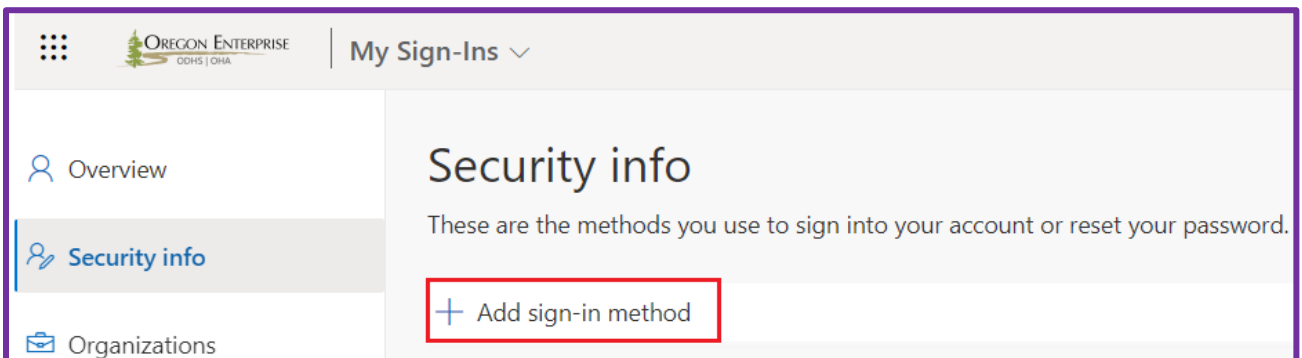 OREGON ENTERPRISE
ODHS | OHA
My Sign-Ins
Overview
Security info
Organizations
Security info
These are the methods you use to sign into your account or reset your password.
+ Add sign-in method